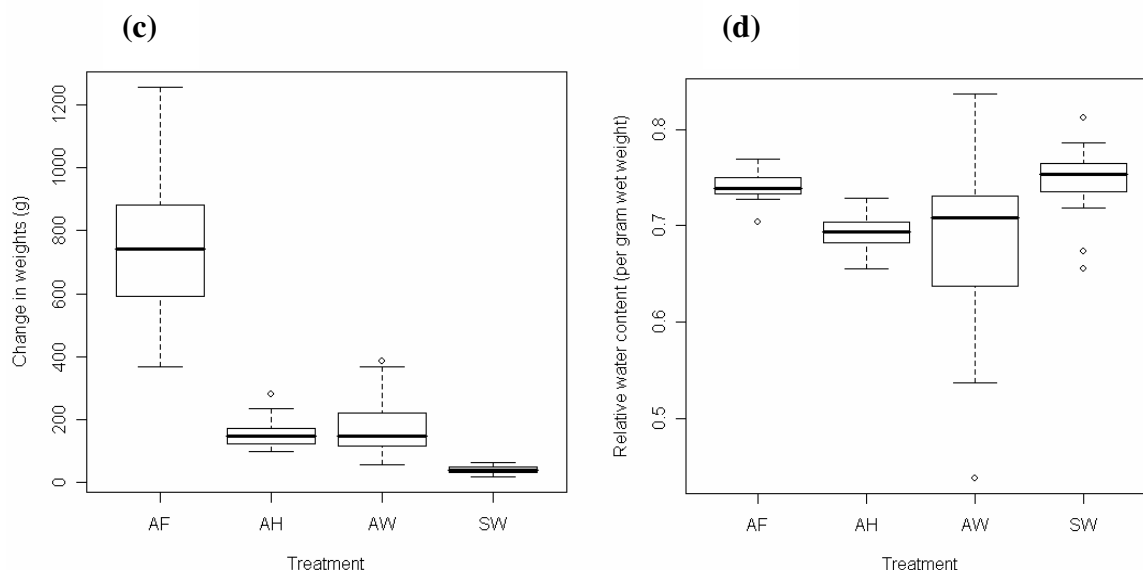 (c)
(d)
Change in weights (g)
1200
1000
800
600
400
200
0
AF AH AW SW
Treatment
Relative water content (per gram wet weight)
0.8
0.7
0.6
0.5
AF AH AW SW
Treatment